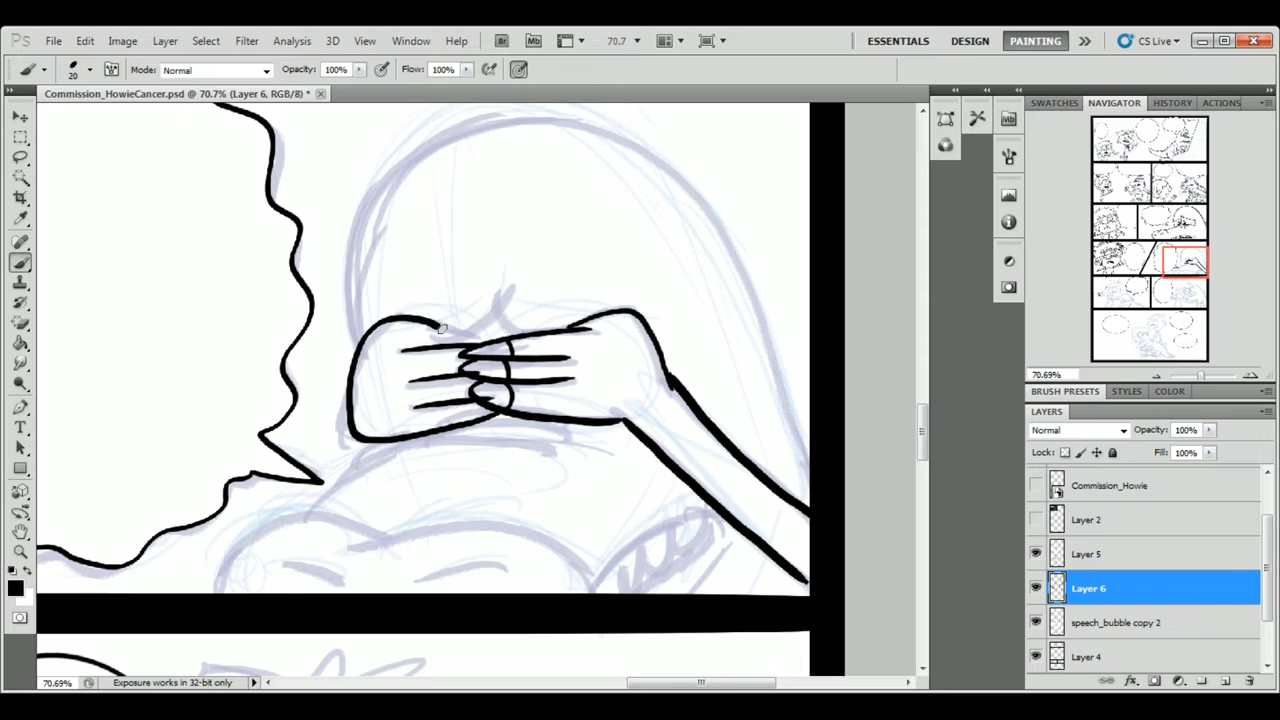 Ps File Edit Image Layer Select Filter Analysis 3D View Window Help Br Mb 70.7 ESSENTIALS DESIGN PAINTING CS Live
20 Mode: Normal Opacity: 100% Flow: 100%
Commission_HowieCancer.psd @ 70.7% (Layer 6, RGB/8) *
SWATCHES NAVIGATOR HISTORY ACTIONS
Mb
70.69%
BRUSH PRESETS STYLES COLOR
LAYERS
Normal Opacity: 100%
Lock: Fill: 100%
Commission_Howie
Layer 2
Layer 5
Layer 6
speech_bubble copy 2
Layer 4
70.69% Exposure works in 32-bit only